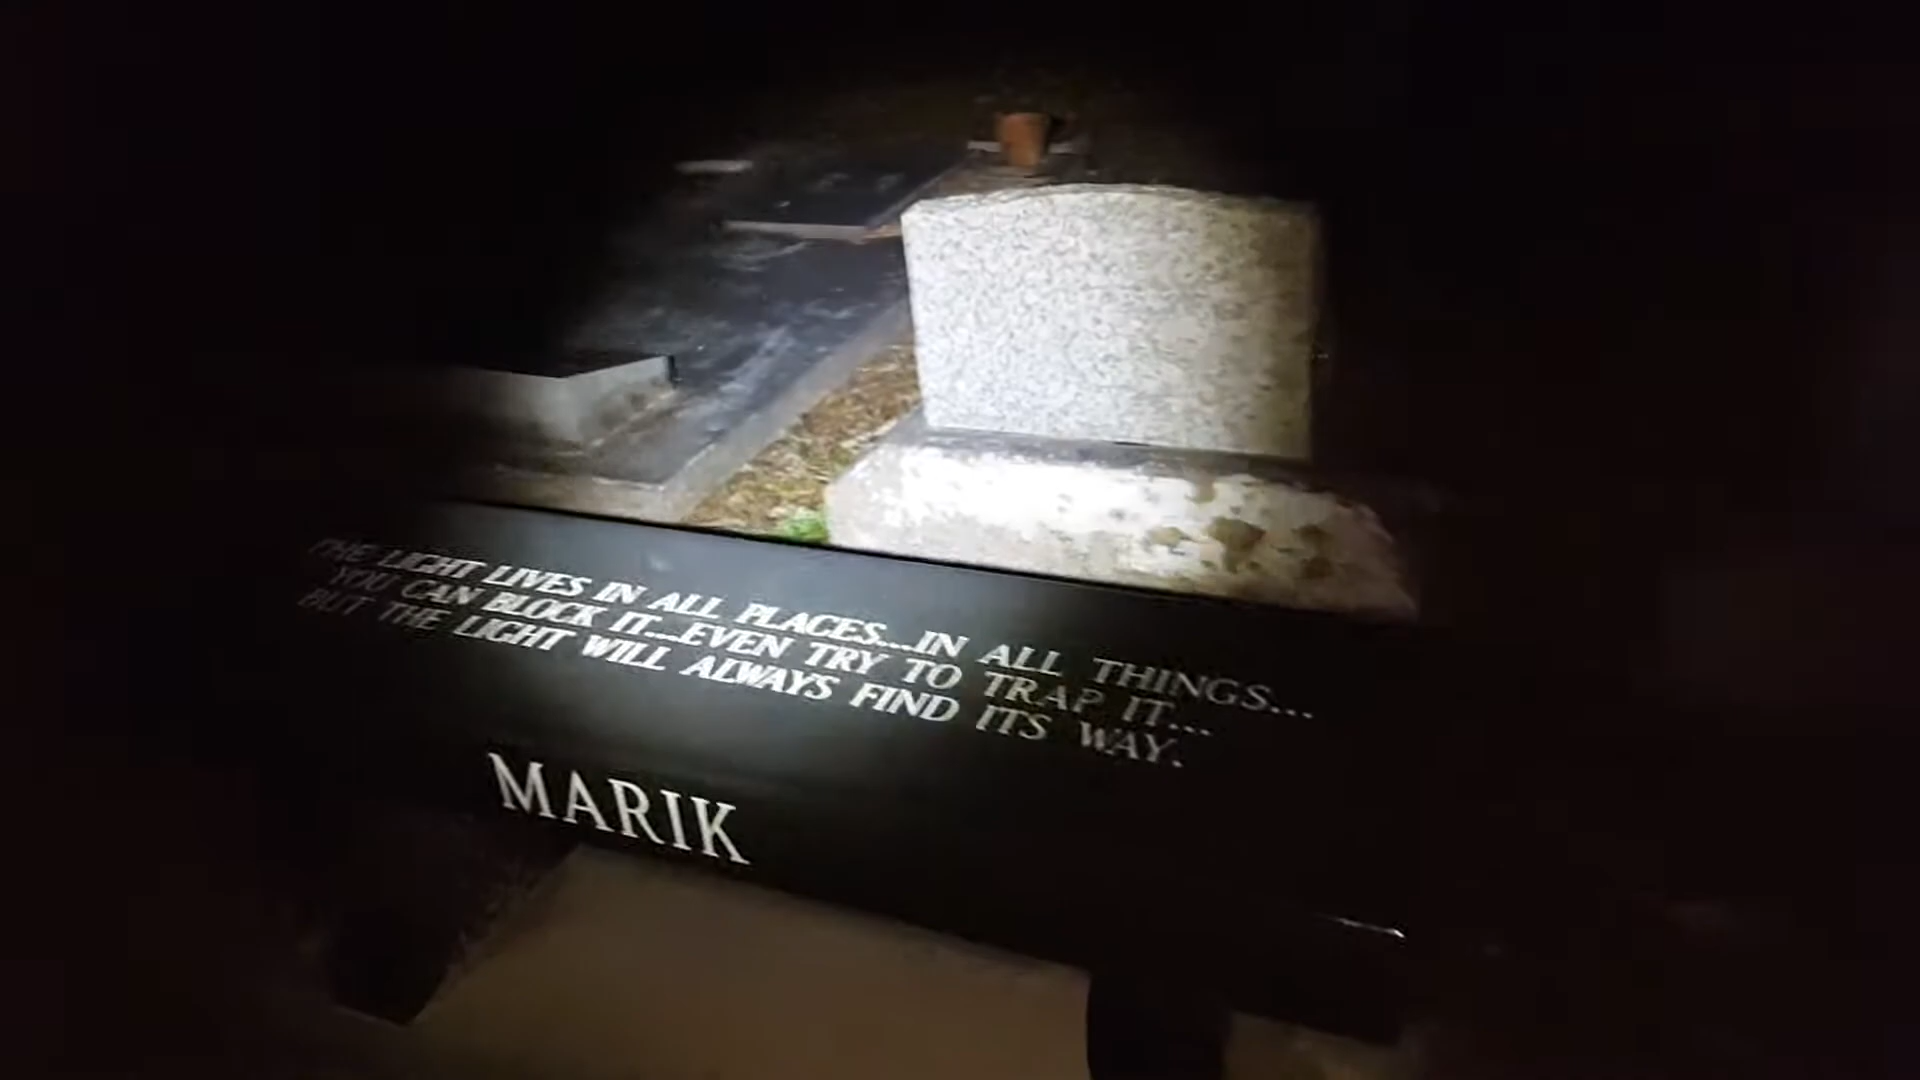 THE LIGHT LIVES IN ALL PLACES...IN ALL THINGS...
YOU CAN BLOCK IT...EVEN TRY TO TRAP IT...
BUT THE LIGHT WILL ALWAYS FIND ITS WAY.
MARIK